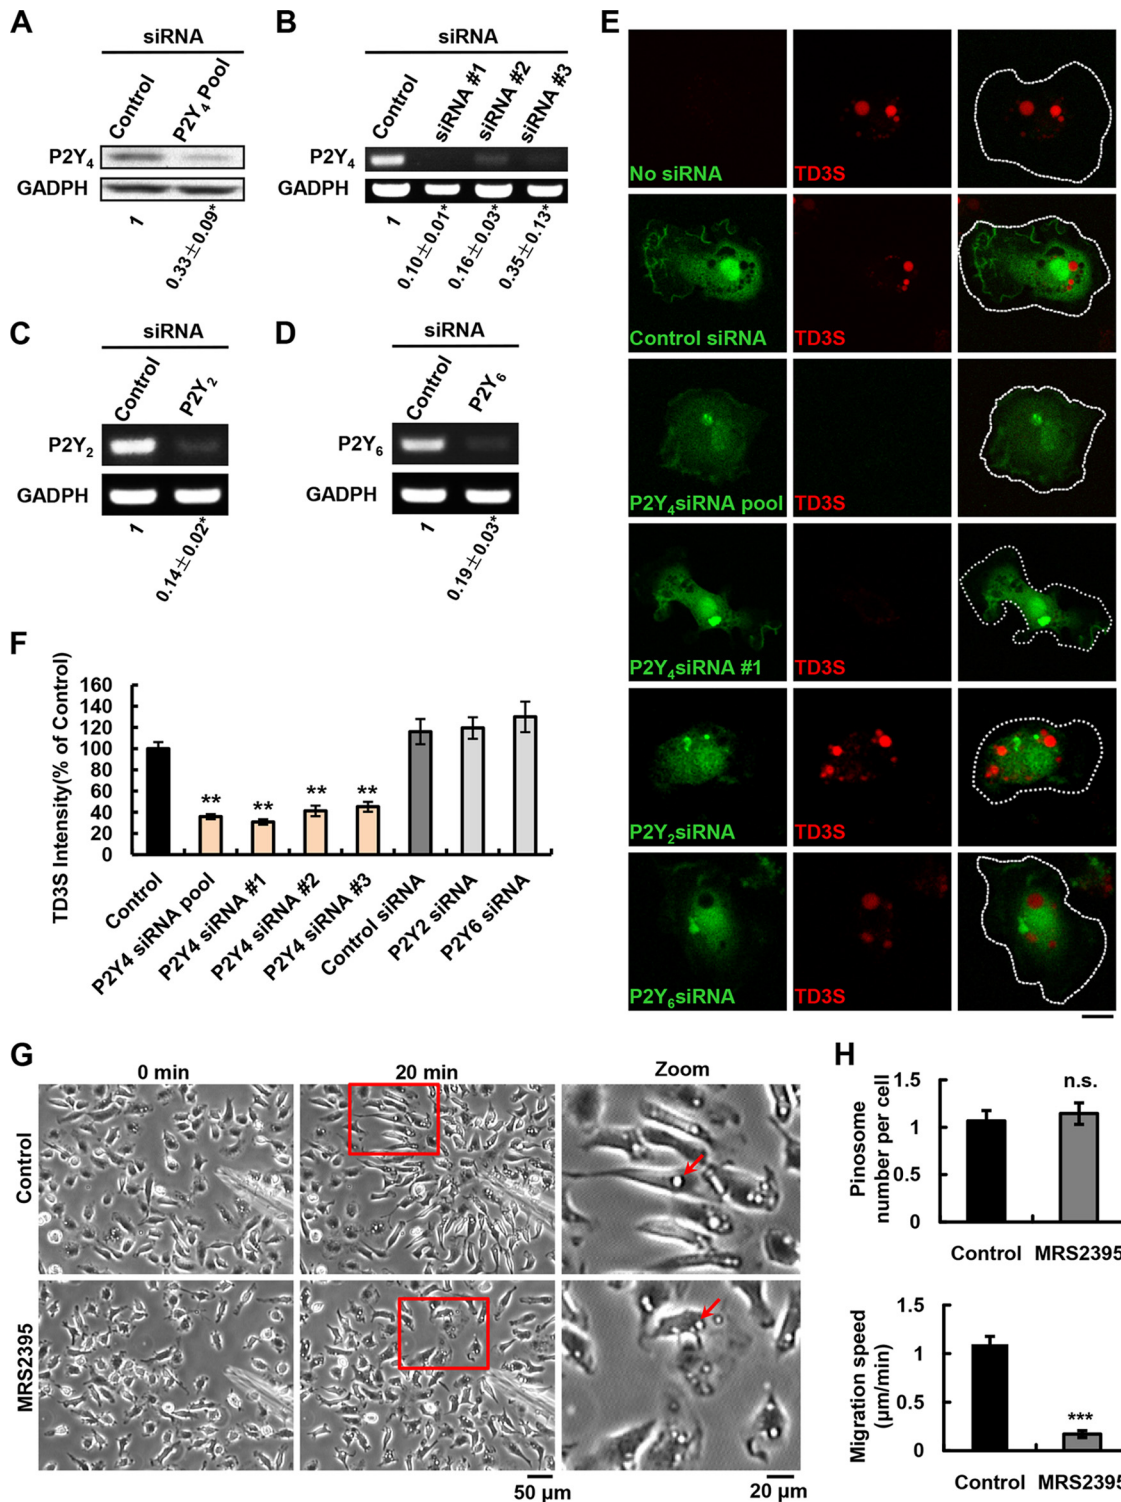 A
siRNA
Control
P2Y4 Pool
P2Y4
GADPH
1
0.33±0.09*
B
siRNA
Control
siRNA #1
siRNA #2
siRNA #3
P2Y4
GADPH
1
0.10±0.01*
0.16±0.03*
0.35±0.13*
C
siRNA
Control
P2Y2
P2Y2
GADPH
1
0.14±0.02*
D
siRNA
Control
P2Y6
P2Y6
GADPH
1
0.19±0.03*
E
No siRNA
TD3S
Control siRNA
TD3S
P2Y4siRNA pool
TD3S
P2Y4siRNA #1
TD3S
P2Y2siRNA
TD3S
P2Y6siRNA
TD3S
F
TD3S Intensity(% of Control)
160
140
120
100
80
60
40
20
0
**
**
**
**
Control
P2Y4 siRNA pool
P2Y4 siRNA #1
P2Y4 siRNA #2
P2Y4 siRNA #3
Control siRNA
P2Y2 siRNA
P2Y6 siRNA
G
0 min
20 min
Zoom
Control
MRS2395
50 µm
20 µm
H
Pinosome
number per cell
1.5
1
0.5
0
n.s.
Control
MRS2395
Migration speed
(µm/min)
1.5
1
0.5
0
***
Control
MRS2395